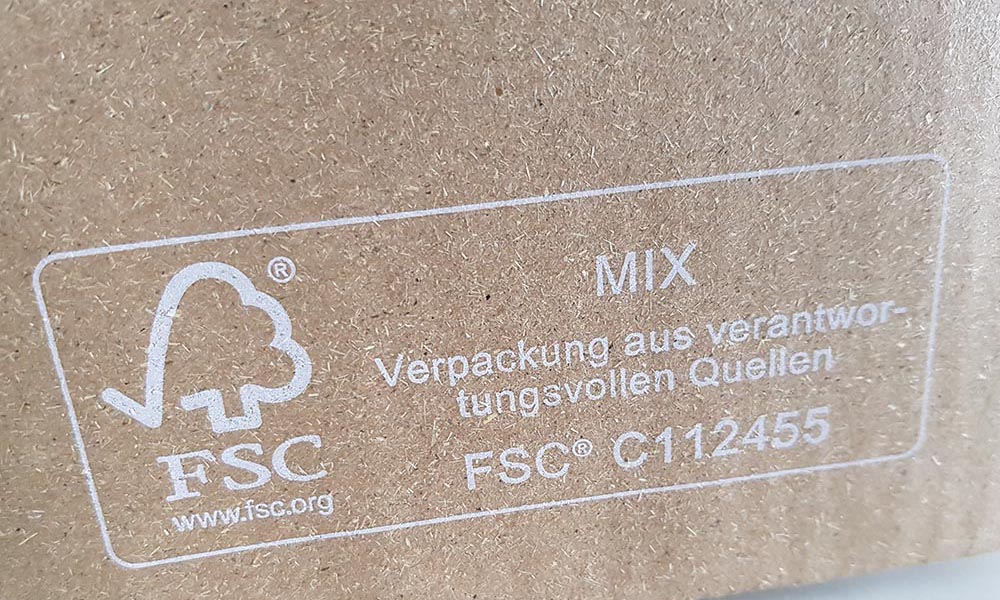 ®
FSC
www.fsc.org
MIX
Verpackung aus verantwor-
tungsvollen Quellen
FSC® C112455